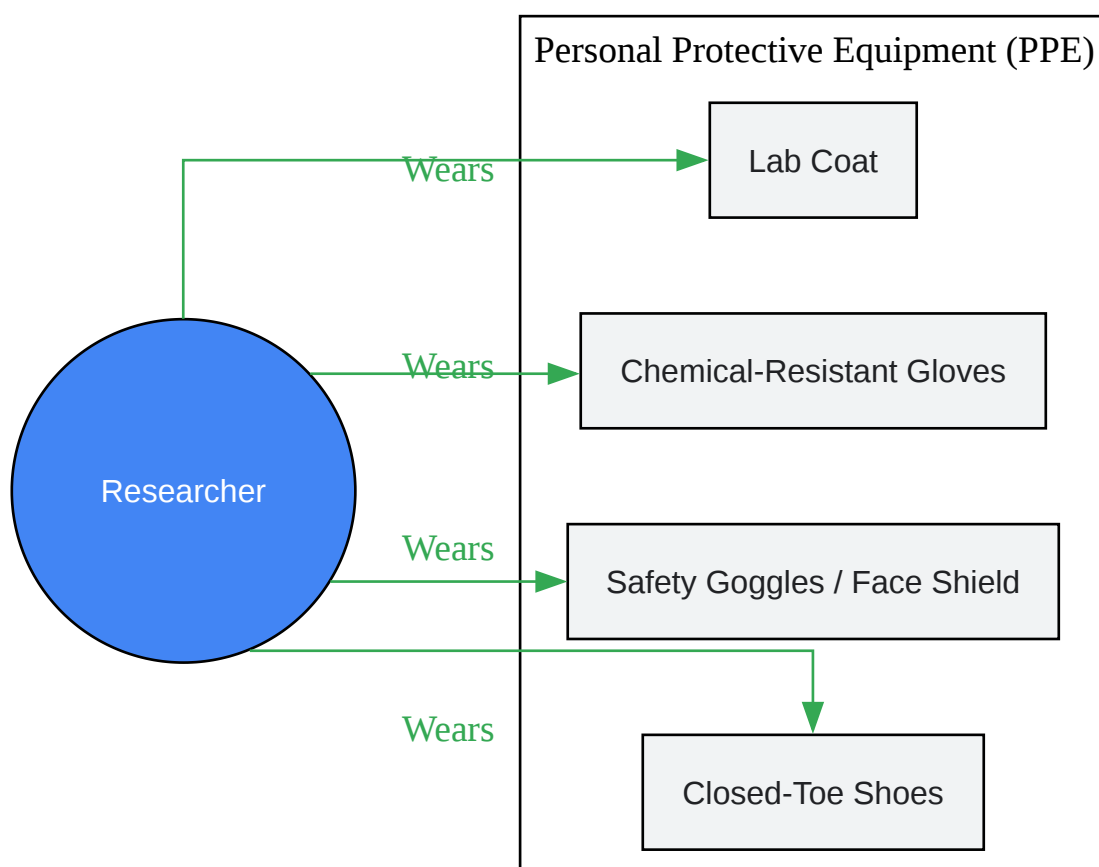 Personal Protective Equipment (PPE)
Wears
Lab Coat
Wears
Chemical-Resistant Gloves
Researcher
Wears
Safety Goggles / Face Shield
Wears
Closed-Toe Shoes